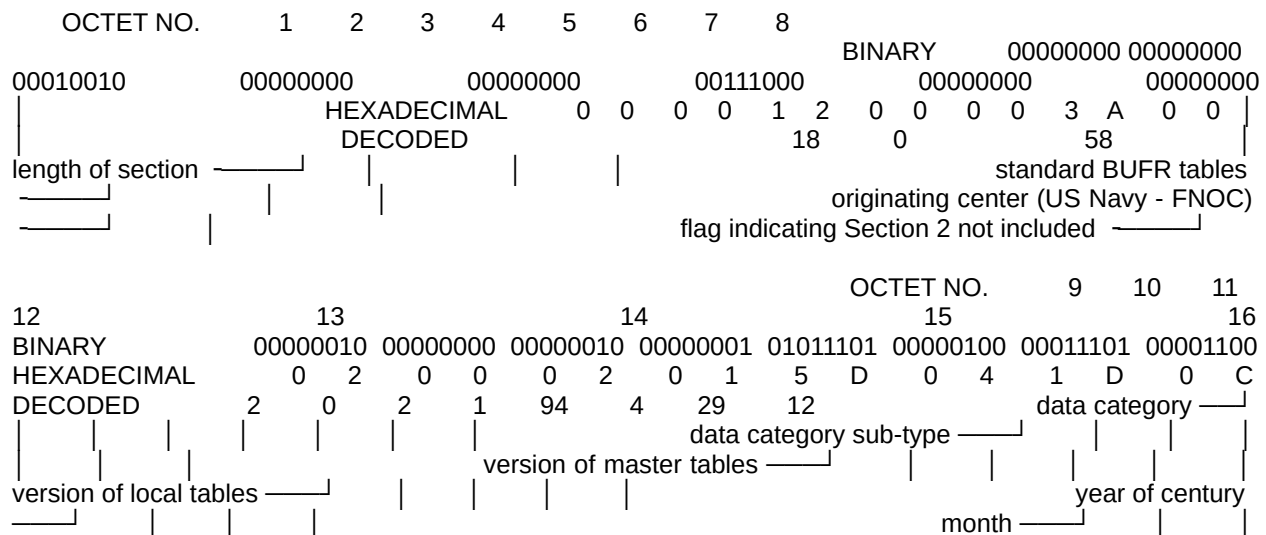 OCTET NO. 1 2 3 4 5 6 7 8
BINARY 00000000 00000000
00010010 00000000 00000000 00111000 00000000 00000000
HEXADECIMAL 0 0 0 0 1 2 0 0 0 0 3 A 0 0
DECODED 18 0 58
length of section
standard BUFR tables
originating center (US Navy - FNOC)
flag indicating Section 2 not included
OCTET NO. 9 10 11
12 13 14 15 16
BINARY 00000010 00000000 00000010 00000001 01011101 00000100 00011101 00001100
HEXADECIMAL 0 2 0 0 0 2 0 1 5 D 0 4 1 D 0 C
DECODED 2 0 2 1 94 4 29 12 data category
data category sub-type
version of master tables
version of local tables year of century
month